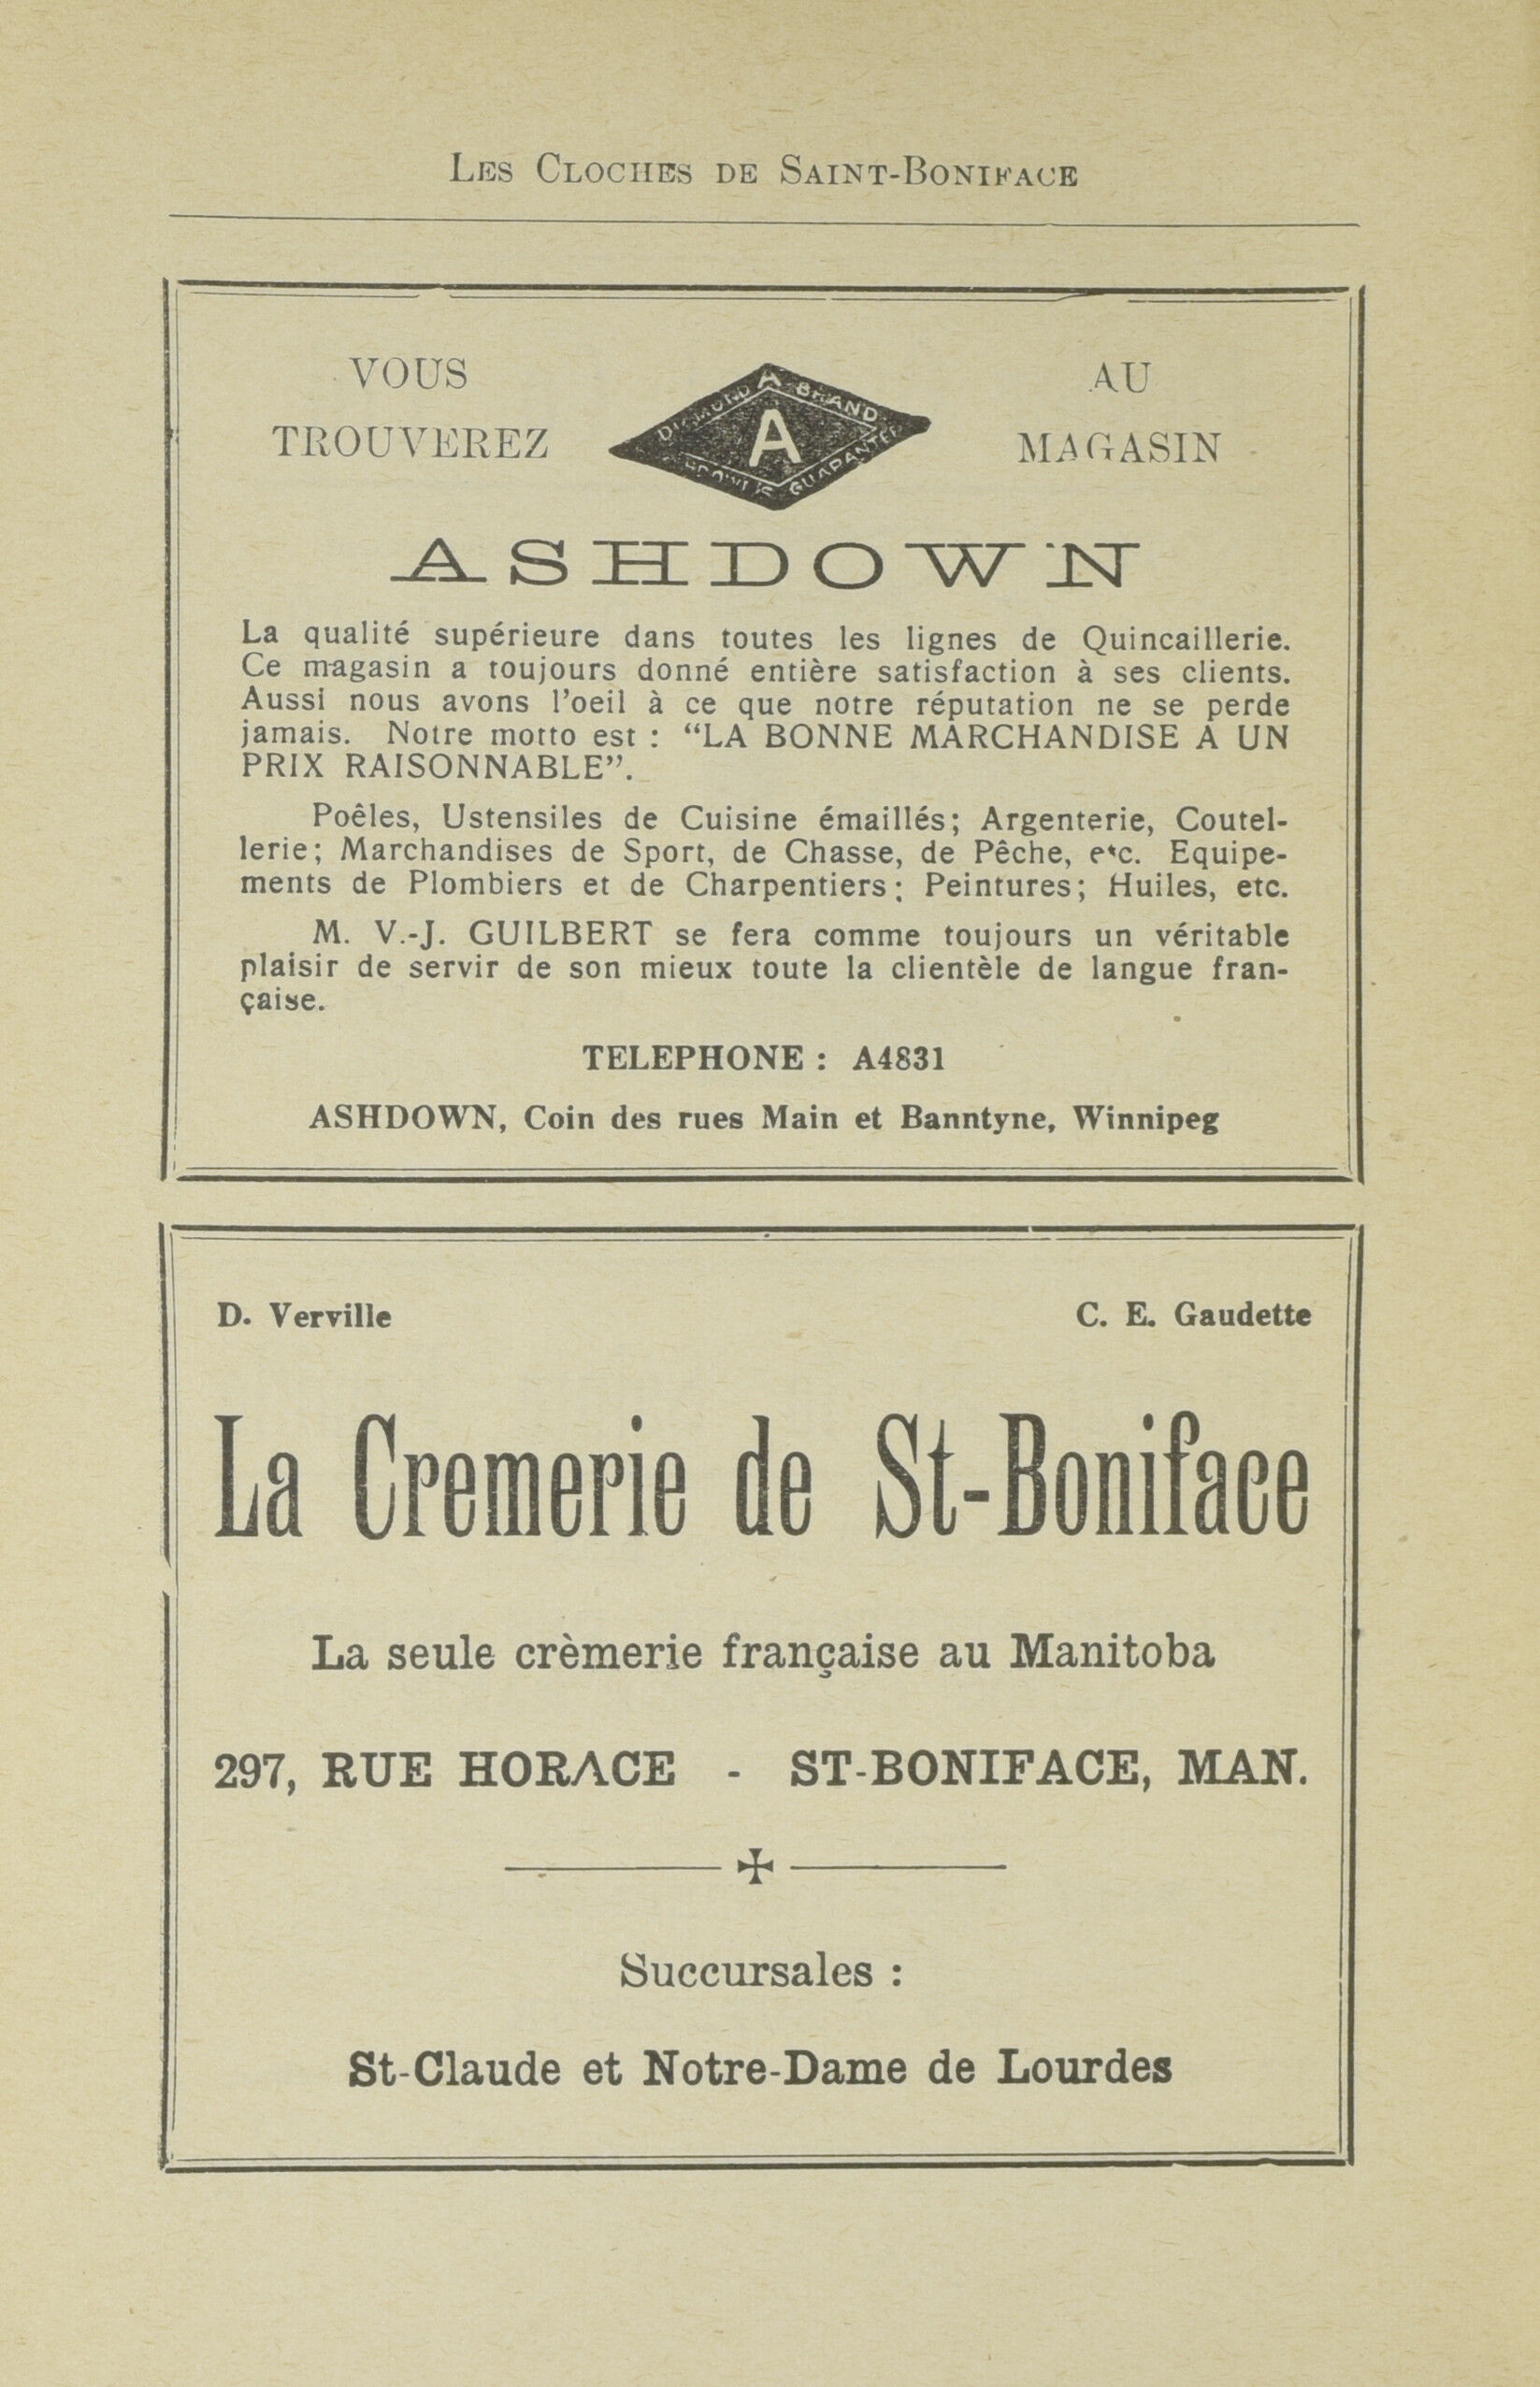 LES CLOCHES DE SAINT-BONIFACE
VOUS
TROUVEREZ
DIAMOND A BRAND
A
GUARANTEE
AU
MAGASIN
ASHDOWN
La qualité supérieure dans toutes les lignes de Quincaillerie.
Ce magasin a toujours donné entière satisfaction à ses clients.
Aussi nous avons l'oeil à ce que notre réputation ne se perde
jamais. Notre motto est : “LA BONNE MARCHANDISE A UN
PRIX RAISONNABLE”.
Poêles, Ustensiles de Cuisine émaillés; Argenterie, Coutel-
lerie; Marchandises de Sport, de Chasse, de Pêche, etc. Equipe-
ments de Plombiers et de Charpentiers; Peintures; Huiles, etc.
M. V.-J. GUILBERT se fera comme toujours un véritable
plaisir de servir de son mieux toute la clientèle de langue fran-
çaise.
TELEPHONE : A4831
ASHDOWN, Coin des rues Main et Banntyne, Winnipeg
D. Verville C. E. Gaudette
La Cremerie de St-Boniface
La seule crèmerie française au Manitoba
297, RUE HORACE - ST-BONIFACE, MAN.
Succursales :
St-Claude et Notre-Dame de Lourdes